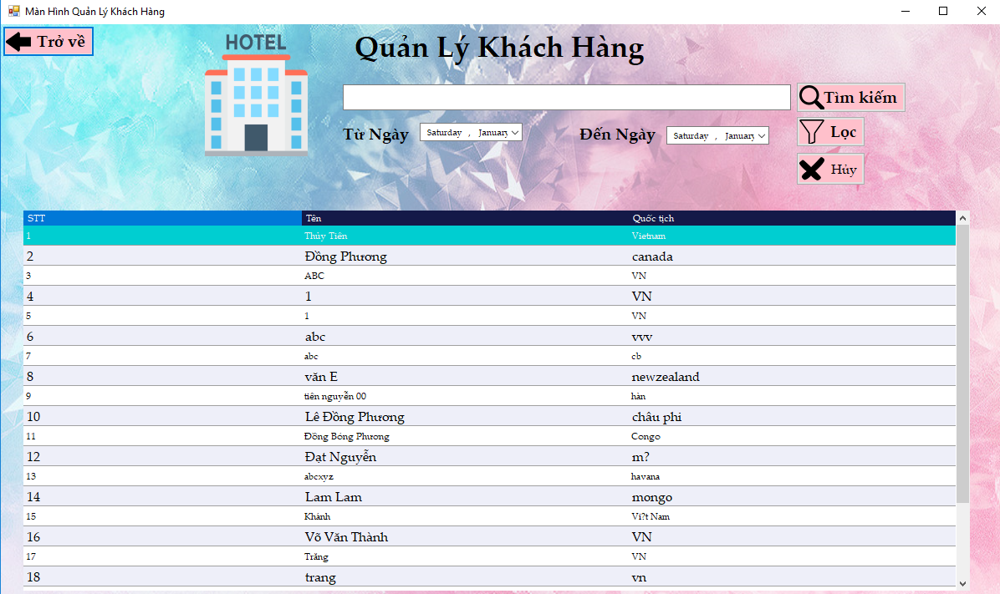 Màn Hình Quản Lý Khách Hàng
Trở về
HOTEL
Quản Lý Khách Hàng
Tìm kiếm
Từ Ngày Saturday , January
Đến Ngày Saturday , January
Lọc
Hủy
STT Tên Quốc tịch
1 Thủy Tiên Vietnam
2 Đồng Phương canada
3 ABC VN
4 1 VN
5 1 VN
6 abc vvv
7 abc cb
8 văn E newzealand
9 tiên nguyễn 00 hàn
10 Lê Đồng Phương châu phi
11 Đồng Bóng Phương Congo
12 Đạt Nguyễn m?
13 abcxyz havana
14 Lam Lam mongo
15 Khánh Vi?t Nam
16 Võ Văn Thành VN
17 Trăng VN
18 trang vn